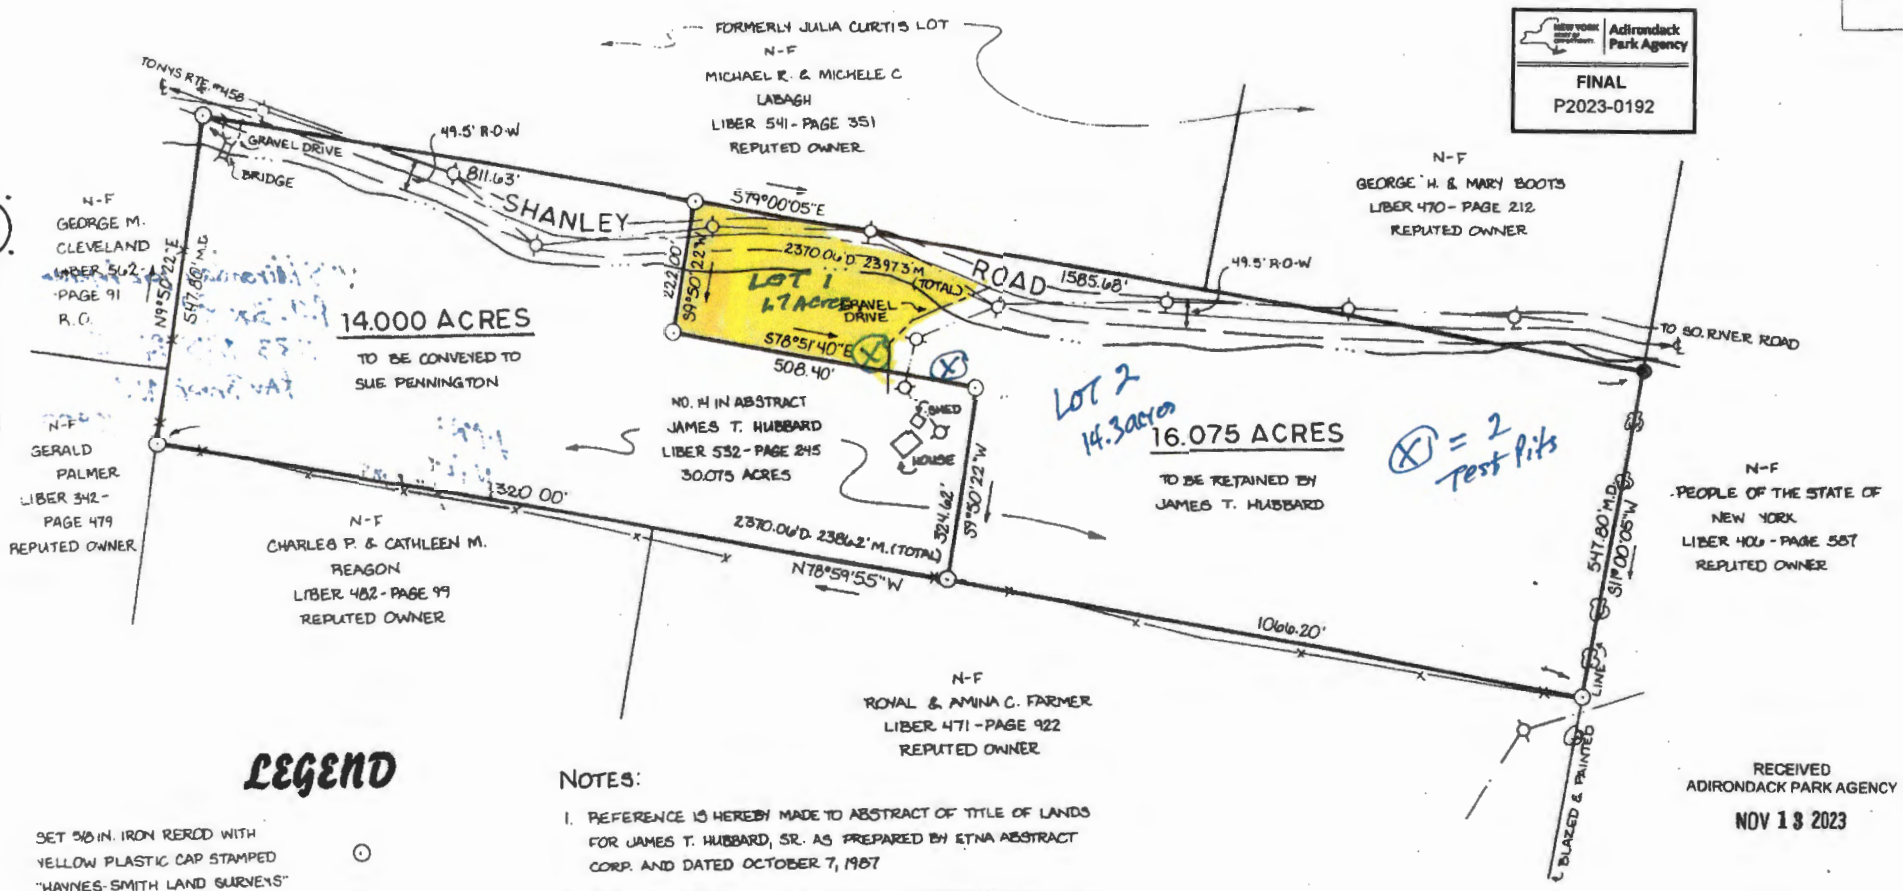 FORMERLY JULIA CURTIS LOT
N-F
MICHAEL R. & MICHELE C
LABAGH
LIBER 541-PAGE 351
REPUTED OWNER
NEW YORK
Adirondack
Park Agency
FINAL
P2023-0192
TONYS RTE. #458
GRAVEL DRIVE
BRIDGE
49.5' R-O-W
811.63'
SHANLEY
ROAD
S79°00'05"E
N-F
GEORGE H. & MARY BOOTS
LIBER 470-PAGE 212
REPUTED OWNER
49.5' R-O-W
1585.68'
TO SO. RIVER ROAD
N-F
GEORGE M.
CLEVELAND
LIBER 562-
PAGE 91
R.O.
N9°50'22"E
547.80' M.D.
14.000 ACRES
TO BE CONVEYED TO
SUE PENNINGTON
222.00'
S9°50'22"W
2370.06'D. 2397.3'M
(TOTAL)
LOT 1
1.7 ACRES
GRAVEL
DRIVE
S78°51'40"E
508.40'
X
X
LOT 2
14.3 acres
16.075 ACRES
TO BE RETAINED BY
JAMES T. HUBBARD
X = 2
Test Pits
NO. 14 IN ABSTRACT
JAMES T. HUBBARD
LIBER 532-PAGE 245
30.075 ACRES
SHED
HOUSE
324.62'
S9°50'22"W
N-F
GERALD
PALMER
LIBER 342-
PAGE 479
REPUTED OWNER
1320.00'
2370.06'D. 2386.2'M. (TOTAL)
N78°59'55"W
1066.20'
N-F
CHARLES P. & CATHLEEN M.
REAGON
LIBER 482-PAGE 99
REPUTED OWNER
N-F
PEOPLE OF THE STATE OF
NEW YORK
LIBER 406-PAGE 587
REPUTED OWNER
547.80' M.D.
S11°00'05"W
BLAZED & PAINTED LINE
N-F
ROYAL & AMINA C. FARMER
LIBER 471-PAGE 922
REPUTED OWNER
LEGEND
SET 5/8 IN. IRON REROD WITH
YELLOW PLASTIC CAP STAMPED
"HAYNES-SMITH LAND SURVEYS"
NOTES:
1. REFERENCE IS HEREBY MADE TO ABSTRACT OF TITLE OF LANDS
FOR JAMES T. HUBBARD, SR. AS PREPARED BY ETNA ABSTRACT
CORP. AND DATED OCTOBER 7, 1987
RECEIVED
ADIRONDACK PARK AGENCY
NOV 13 2023